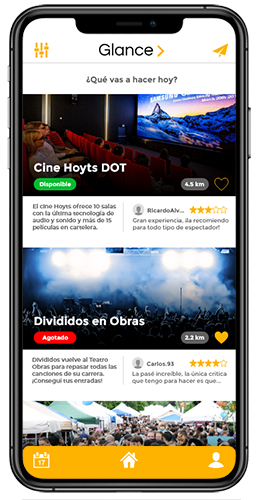 Glance
¿Qué vas a hacer hoy?
SAMSUNG
Cine Hoyts DOT
Disponible
4.5 km
El cine Hoyts ofrece 10 salas
con la última tecnología de
audio y sonido y más de 15
películas en cartelera.
RicardoAlv...
Gran experiencia, ¡la recomiendo
para todo tipo de espectador!
Divididos en Obras
Agotado
2.2 km
Divididos vuelve al Teatro
Obras para repasar todas las
canciones de su carrera.
¡Conseguí tus entradas!
Carlos.93
La pasé increíble, la única crítica
que tengo para hacer es que...
17